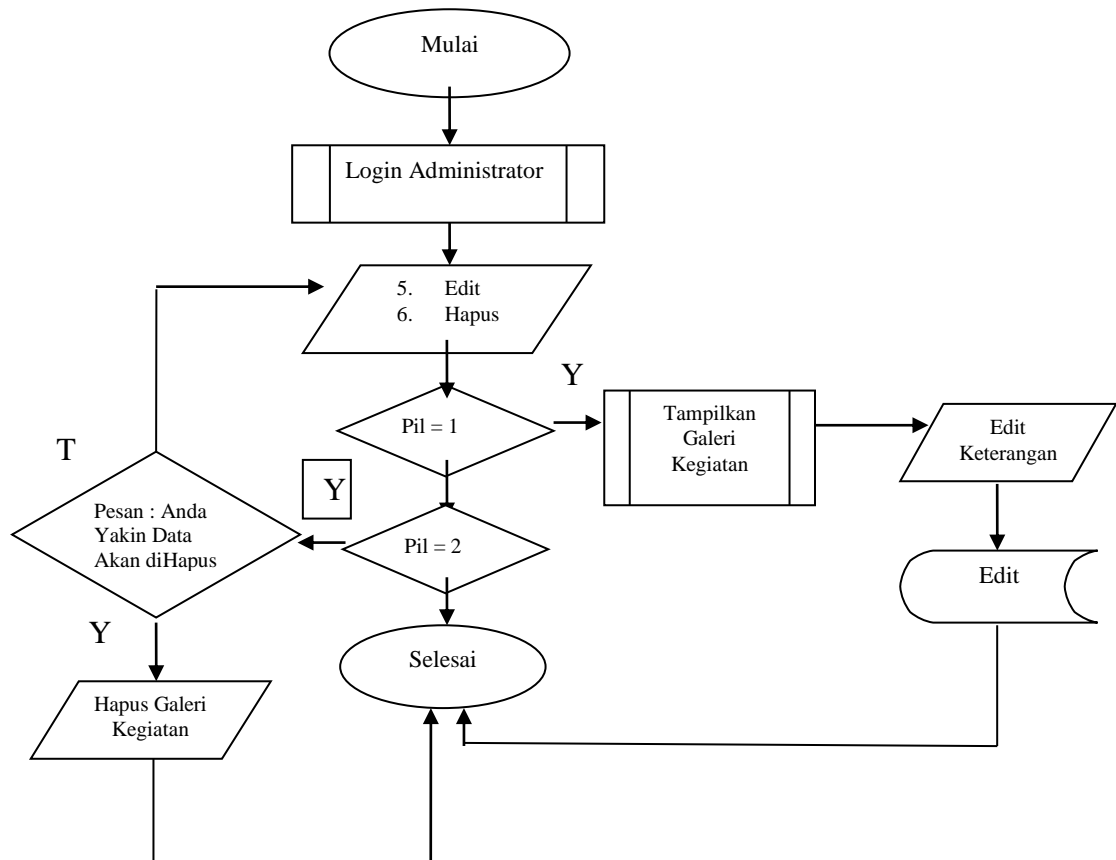 Mulai
Login Administrator
5. Edit
6. Hapus
Y
Pil = 1
Tampilkan
Galeri
Kegiatan
Edit
Keterangan
T
Y
Pesan : Anda
Yakin Data
Akan diHapus
Pil = 2
Edit
Y
Selesai
Hapus Galeri
Kegiatan